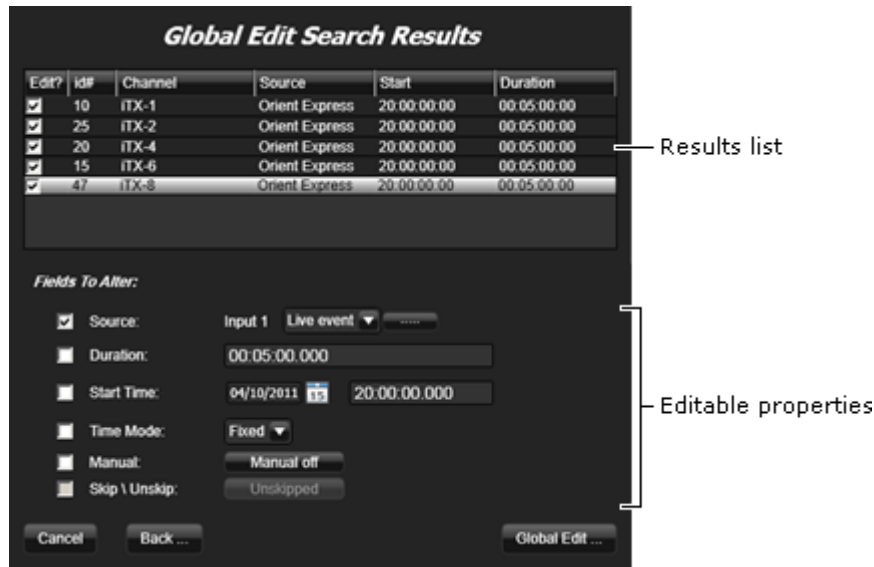 Global Edit Search Results
Edit? id# Channel Source Start Duration
10 iTX-1 Orient Express 20:00:00:00 00:05:00:00
25 iTX-2 Orient Express 20:00:00:00 00:05:00:00
20 iTX-4 Orient Express 20:00:00:00 00:05:00:00
Results list
15 iTX-6 Orient Express 20:00:00:00 00:05:00:00
47 iTX-8 Orient Express 20:00:00:00 00:05:00:00
Fields To Alter:
Source: Input 1 Live event .....
Duration: 00:05:00.000
Start Time: 04/10/2011 15 20:00:00.000
Editable properties
Time Mode: Fixed
Manual: Manual off
Skip \ Unskip: Unskipped
Cancel Back ... Global Edit ...